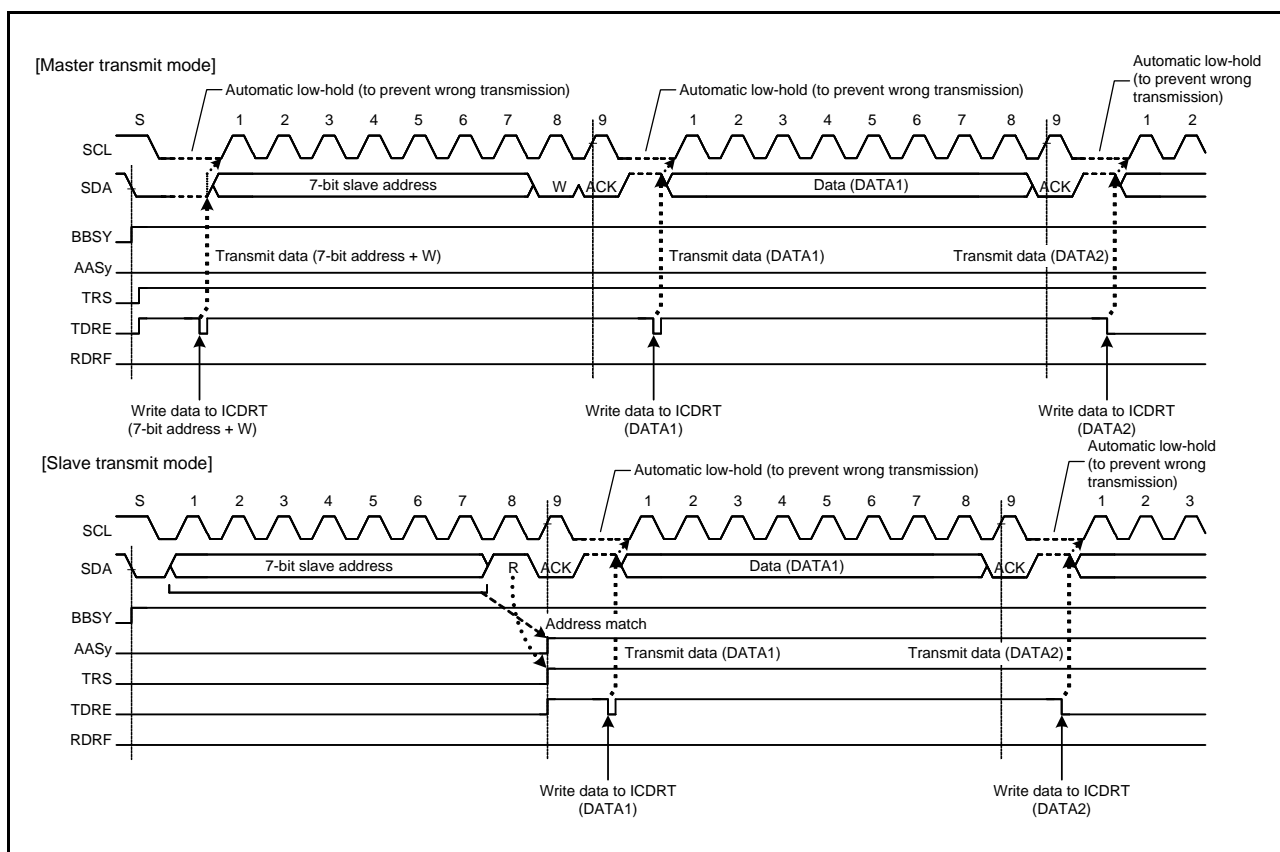 [Master transmit mode]
Automatic low-hold (to prevent wrong transmission)
Automatic low-hold (to prevent wrong transmission)
Automatic low-hold
(to prevent wrong
transmission)
S 1 2 3 4 5 6 7 8 9 1 2 3 4 5 6 7 8 9 1 2
SCL
SDA 7-bit slave address W ACK Data (DATA1) ACK
BBSY
Transmit data (7-bit address + W) Transmit data (DATA1) Transmit data (DATA2)
AASy
TRS
TDRE
RDRF
Write data to ICDRT
(7-bit address + W)
Write data to ICDRT
(DATA1)
Write data to ICDRT
(DATA2)
[Slave transmit mode]
Automatic low-hold (to prevent wrong transmission)
Automatic low-hold
(to prevent wrong
transmission)
S 1 2 3 4 5 6 7 8 9 1 2 3 4 5 6 7 8 9 1 2 3
SCL
SDA 7-bit slave address R ACK Data (DATA1) ACK
BBSY
Address match
AASy
Transmit data (DATA1) Transmit data (DATA2)
TRS
TDRE
RDRF
Write data to ICDRT
(DATA1)
Write data to ICDRT
(DATA2)